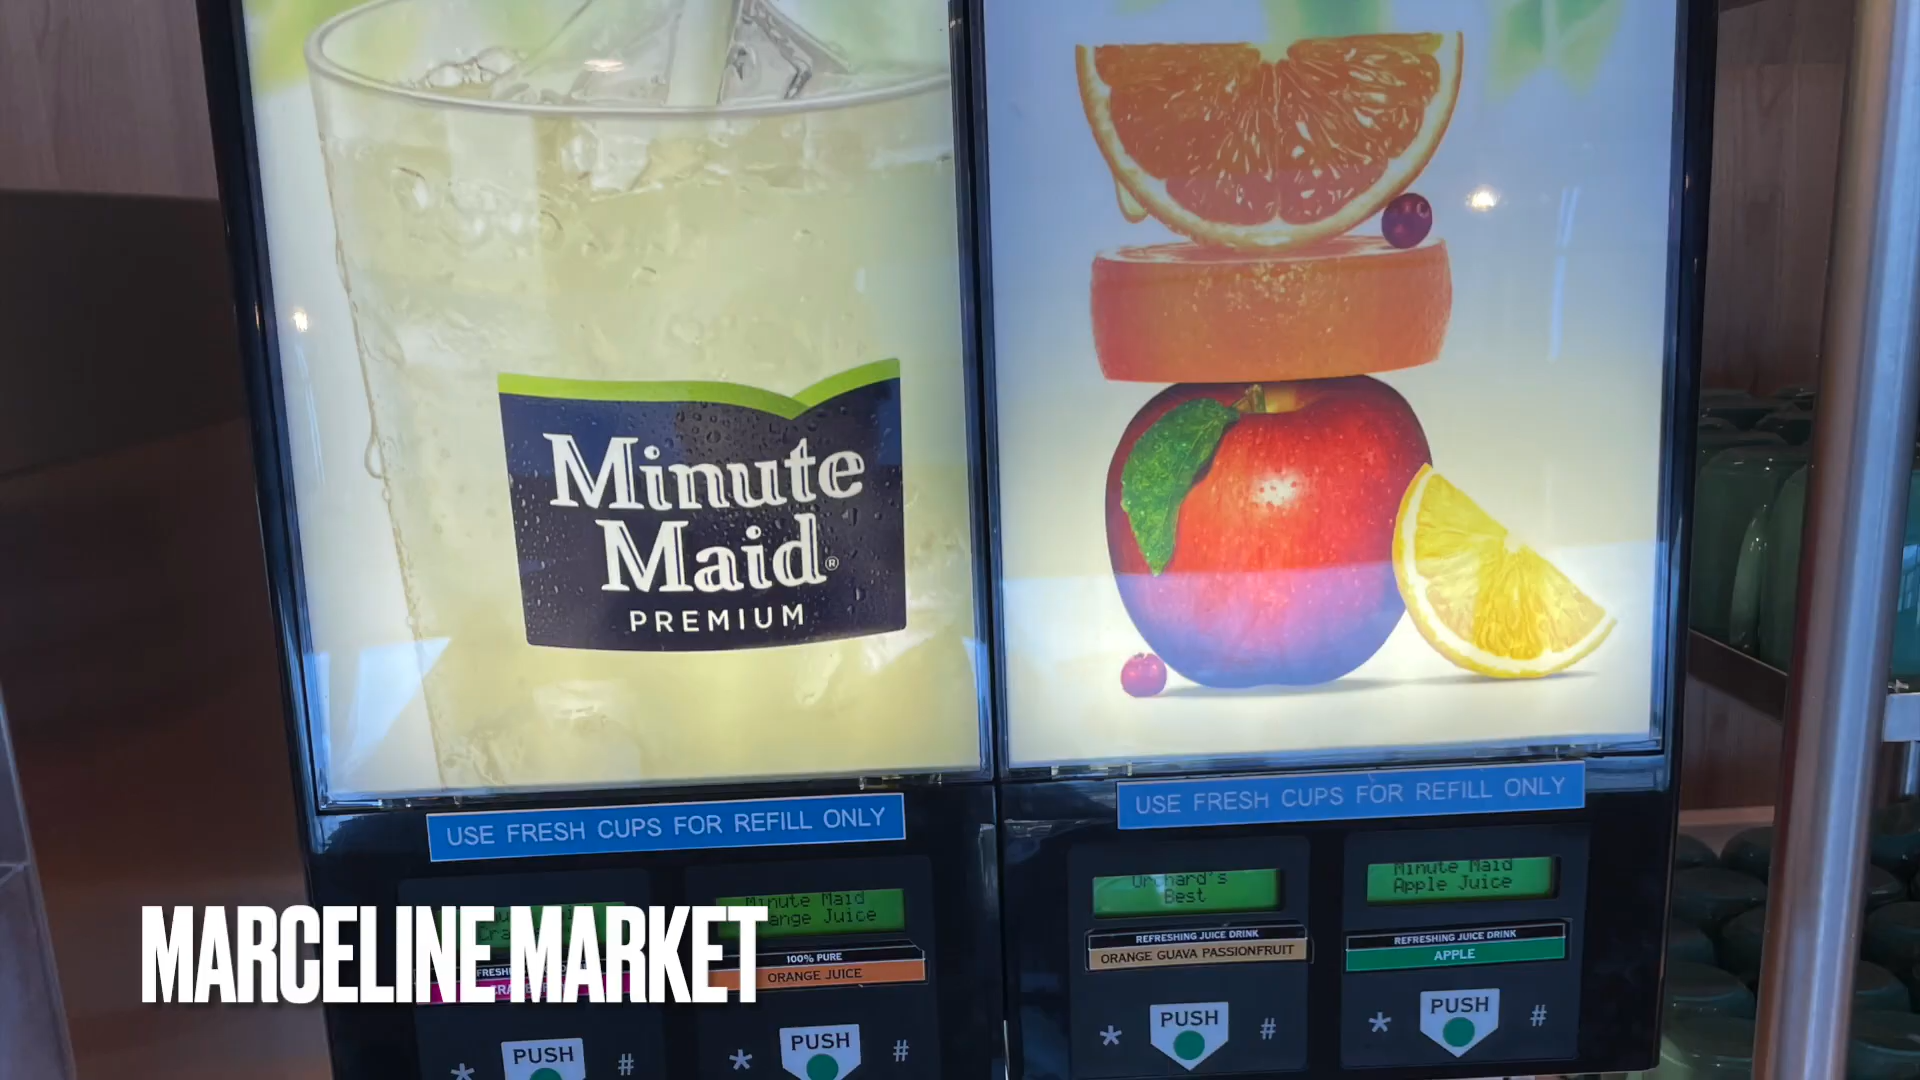 Minute
Maid®
PREMIUM
USE FRESH CUPS FOR REFILL ONLY
USE FRESH CUPS FOR REFILL ONLY
Minute Maid
Orange Juice
100% PURE
ORANGE JUICE
* PUSH #
* PUSH #
Orchard's
Best
REFRESHING JUICE DRINK
ORANGE GUAVA PASSIONFRUIT
* PUSH #
Minute Maid
Apple Juice
REFRESHING JUICE DRINK
APPLE
* PUSH #
MARCELINE MARKET